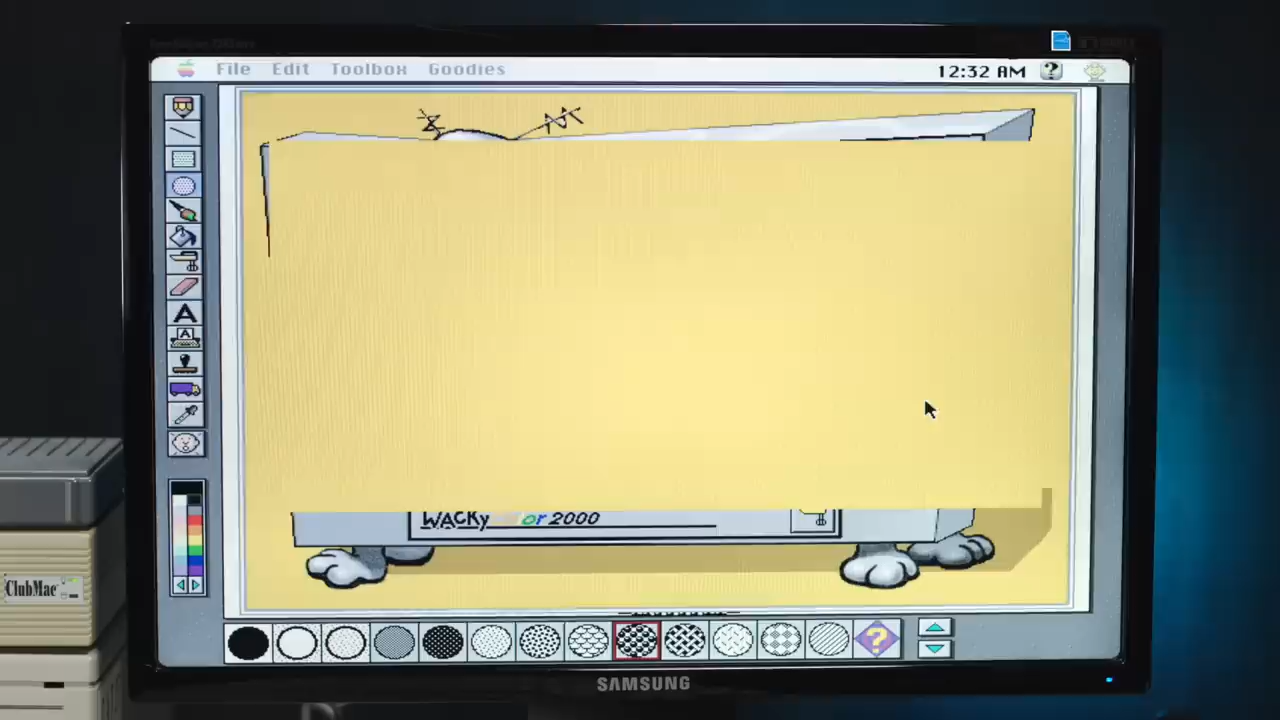 File Edit Toolbox Goodies
12:32 AM
WACKy
or 2000
SAMSUNG
ClubMac